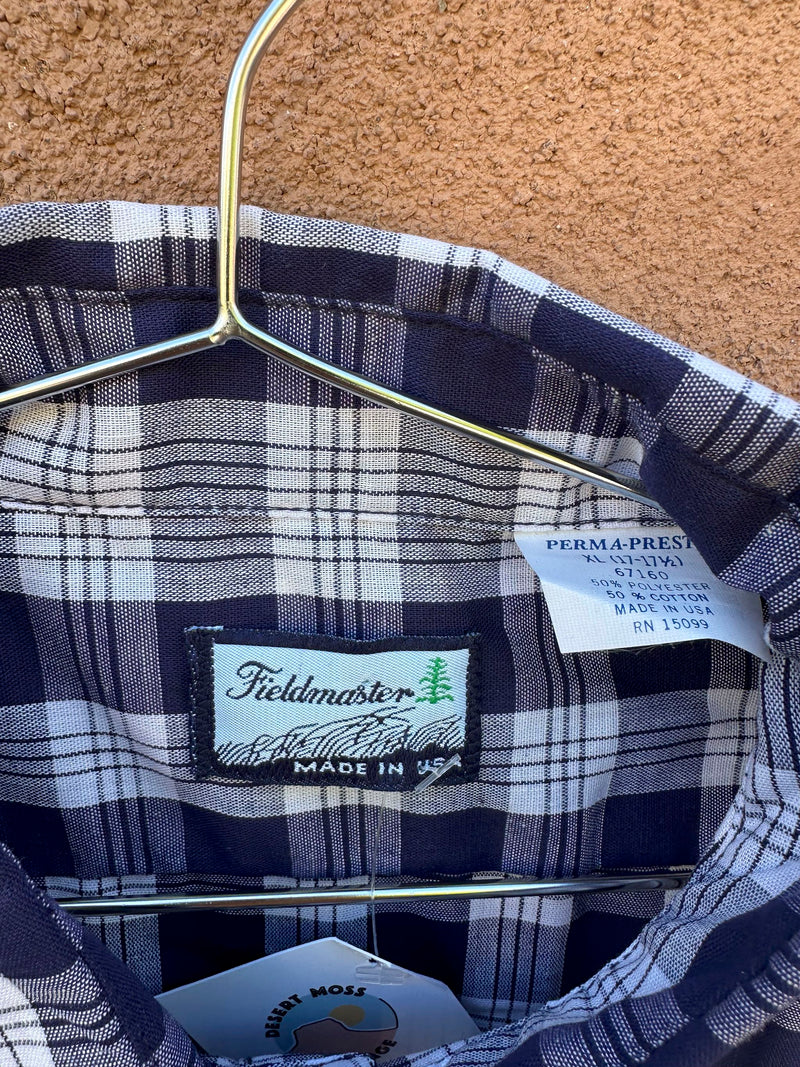 PERMA-PREST
XL (17-17½)
67160
50% POLYESTER
50 % COTTON
MADE IN USA
RN 15099
Fieldmaster
MADE IN US
DESERT MOSS